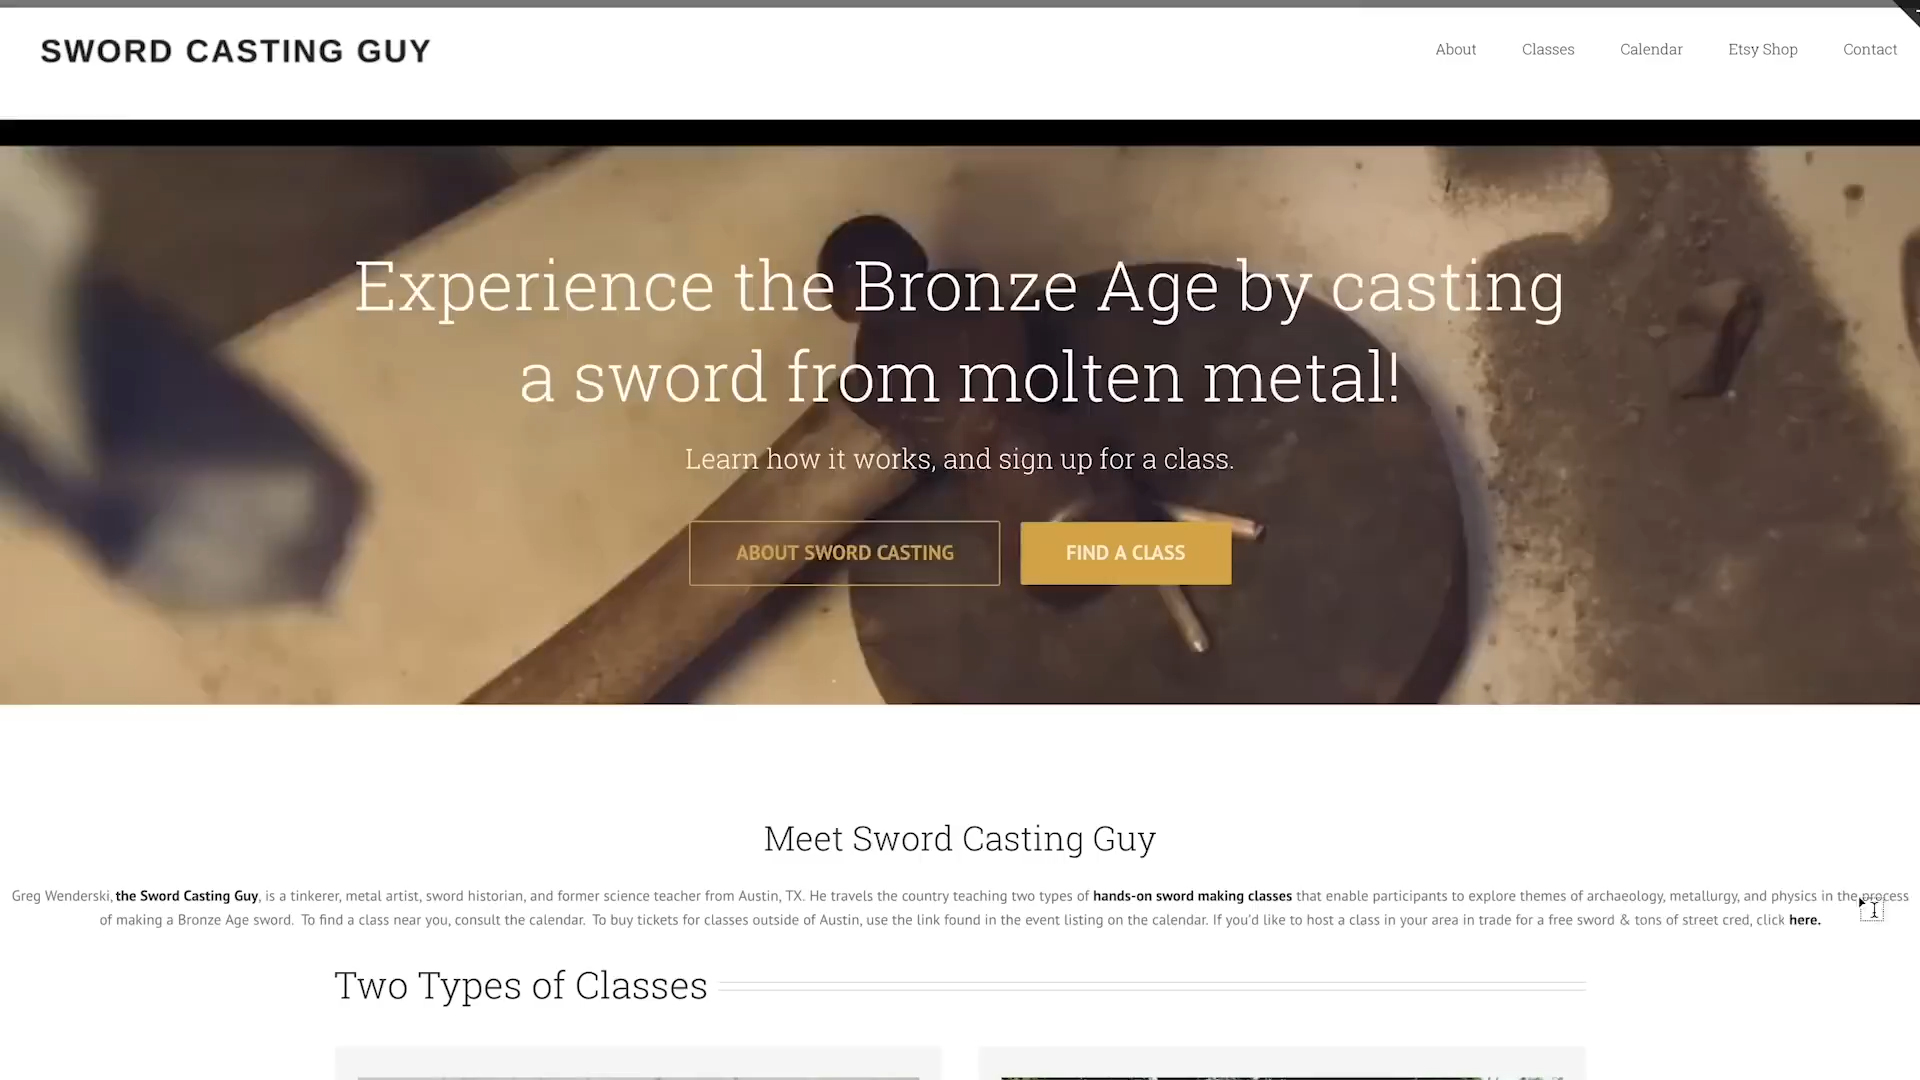 SWORD CASTING GUY
About Classes Calendar Etsy Shop Contact
Experience the Bronze Age by casting
a sword from molten metal!
Learn how it works, and sign up for a class.
ABOUT SWORD CASTING FIND A CLASS
Meet Sword Casting Guy
Greg Wenderski, the Sword Casting Guy, is a tinkerer, metal artist, sword historian, and former science teacher from Austin, TX. He travels the country teaching two types of hands-on sword making classes that enable participants to explore themes of archaeology, metallurgy, and physics in the process
of making a Bronze Age sword. To find a class near you, consult the calendar. To buy tickets for classes outside of Austin, use the link found in the event listing on the calendar. If you'd like to host a class in your area in trade for a free sword & tons of street cred, click here.
Two Types of Classes